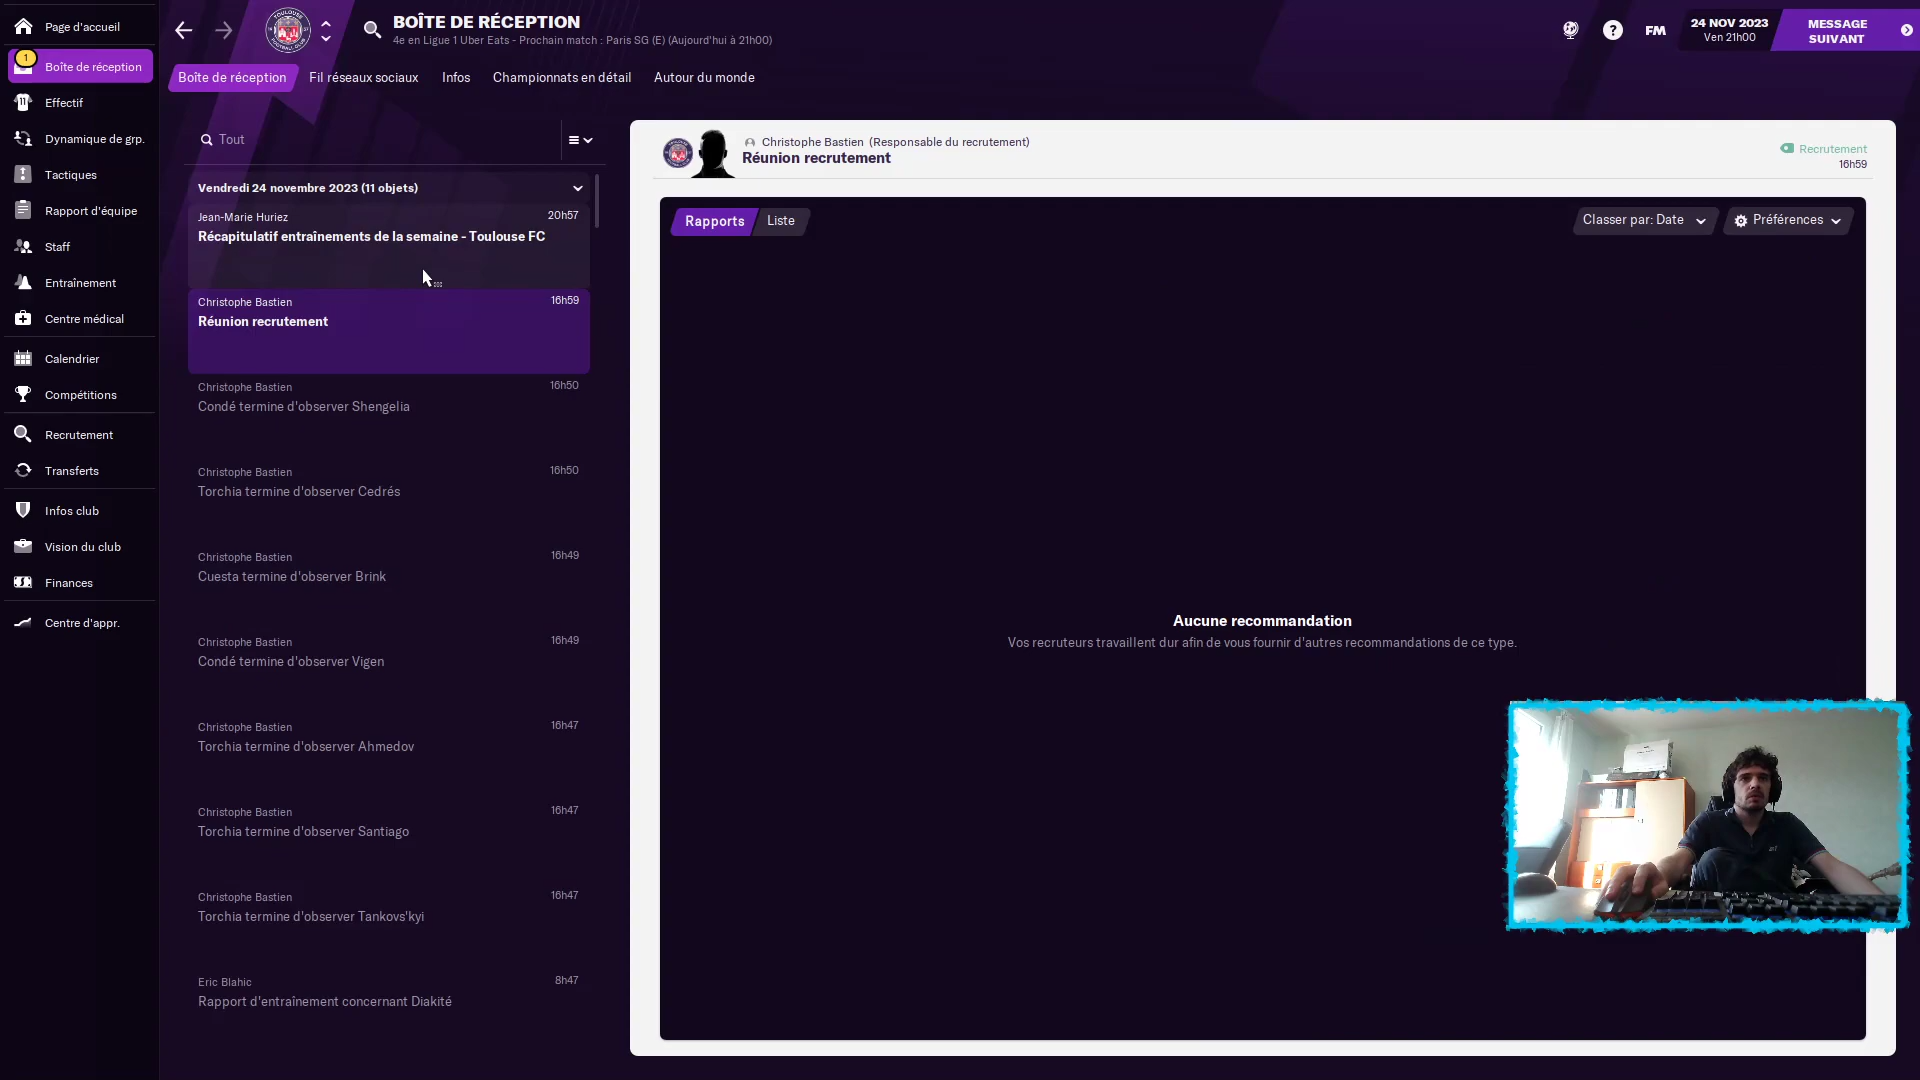 Page d'accueil
1
Boîte de réception
Effectif
Dynamique de grp.
Tactiques
Rapport d'équipe
Staff
Entraînement
Centre médical
Calendrier
Compétitions
Recrutement
Transferts
Infos club
Vision du club
Finances
Centre d'appr.
BOÎTE DE RÉCEPTION
4e en Ligue 1 Uber Eats - Prochain match : Paris SG (E) (Aujourd'hui à 21h00)
FM
24 NOV 2023
Ven 21h00
MESSAGE
SUIVANT
Boîte de réception
Fil réseaux sociaux
Infos
Championnats en détail
Autour du monde
Tout
Vendredi 24 novembre 2023 (11 objets)
Jean-Marie Huriez 20h57
Récapitulatif entraînements de la semaine - Toulouse FC
Christophe Bastien 16h59
Réunion recrutement
Christophe Bastien 16h50
Condé termine d'observer Shengelia
Christophe Bastien 16h50
Torchia termine d'observer Cedrés
Christophe Bastien 16h49
Cuesta termine d'observer Brink
Christophe Bastien 16h49
Condé termine d'observer Vigen
Christophe Bastien 16h47
Torchia termine d'observer Ahmedov
Christophe Bastien 16h47
Torchia termine d'observer Santiago
Christophe Bastien 16h47
Torchia termine d'observer Tankovs'kyi
Eric Blahic 8h47
Rapport d'entraînement concernant Diakité
Christophe Bastien (Responsable du recrutement)
Réunion recrutement
Recrutement
16h59
Rapports
Liste
Classer par: Date
Préférences
Aucune recommandation
Vos recruteurs travaillent dur afin de vous fournir d'autres recommandations de ce type.